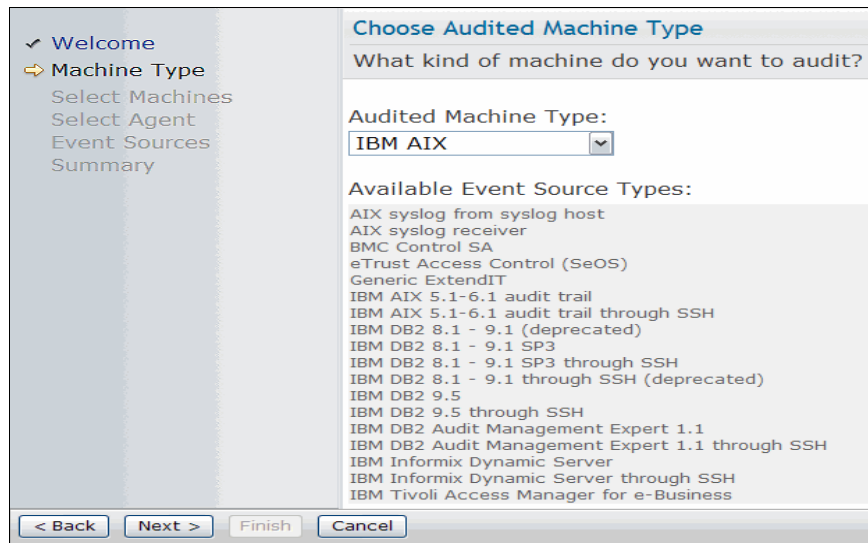 Welcome
Machine Type
Select Machines
Select Agent
Event Sources
Summary
Choose Audited Machine Type
What kind of machine do you want to audit?
Audited Machine Type:
IBM AIX
Available Event Source Types:
AIX syslog from syslog host
AIX syslog receiver
BMC Control SA
eTrust Access Control (SeOS)
Generic ExtendIT
IBM AIX 5.1-6.1 audit trail
IBM AIX 5.1-6.1 audit trail through SSH
IBM DB2 8.1 - 9.1 (deprecated)
IBM DB2 8.1 - 9.1 SP3
IBM DB2 8.1 - 9.1 SP3 through SSH
IBM DB2 8.1 - 9.1 through SSH (deprecated)
IBM DB2 9.5
IBM DB2 9.5 through SSH
IBM DB2 Audit Management Expert 1.1
IBM DB2 Audit Management Expert 1.1 through SSH
IBM Informix Dynamic Server
IBM Informix Dynamic Server through SSH
IBM Tivoli Access Manager for e-Business
< Back Next > Finish Cancel